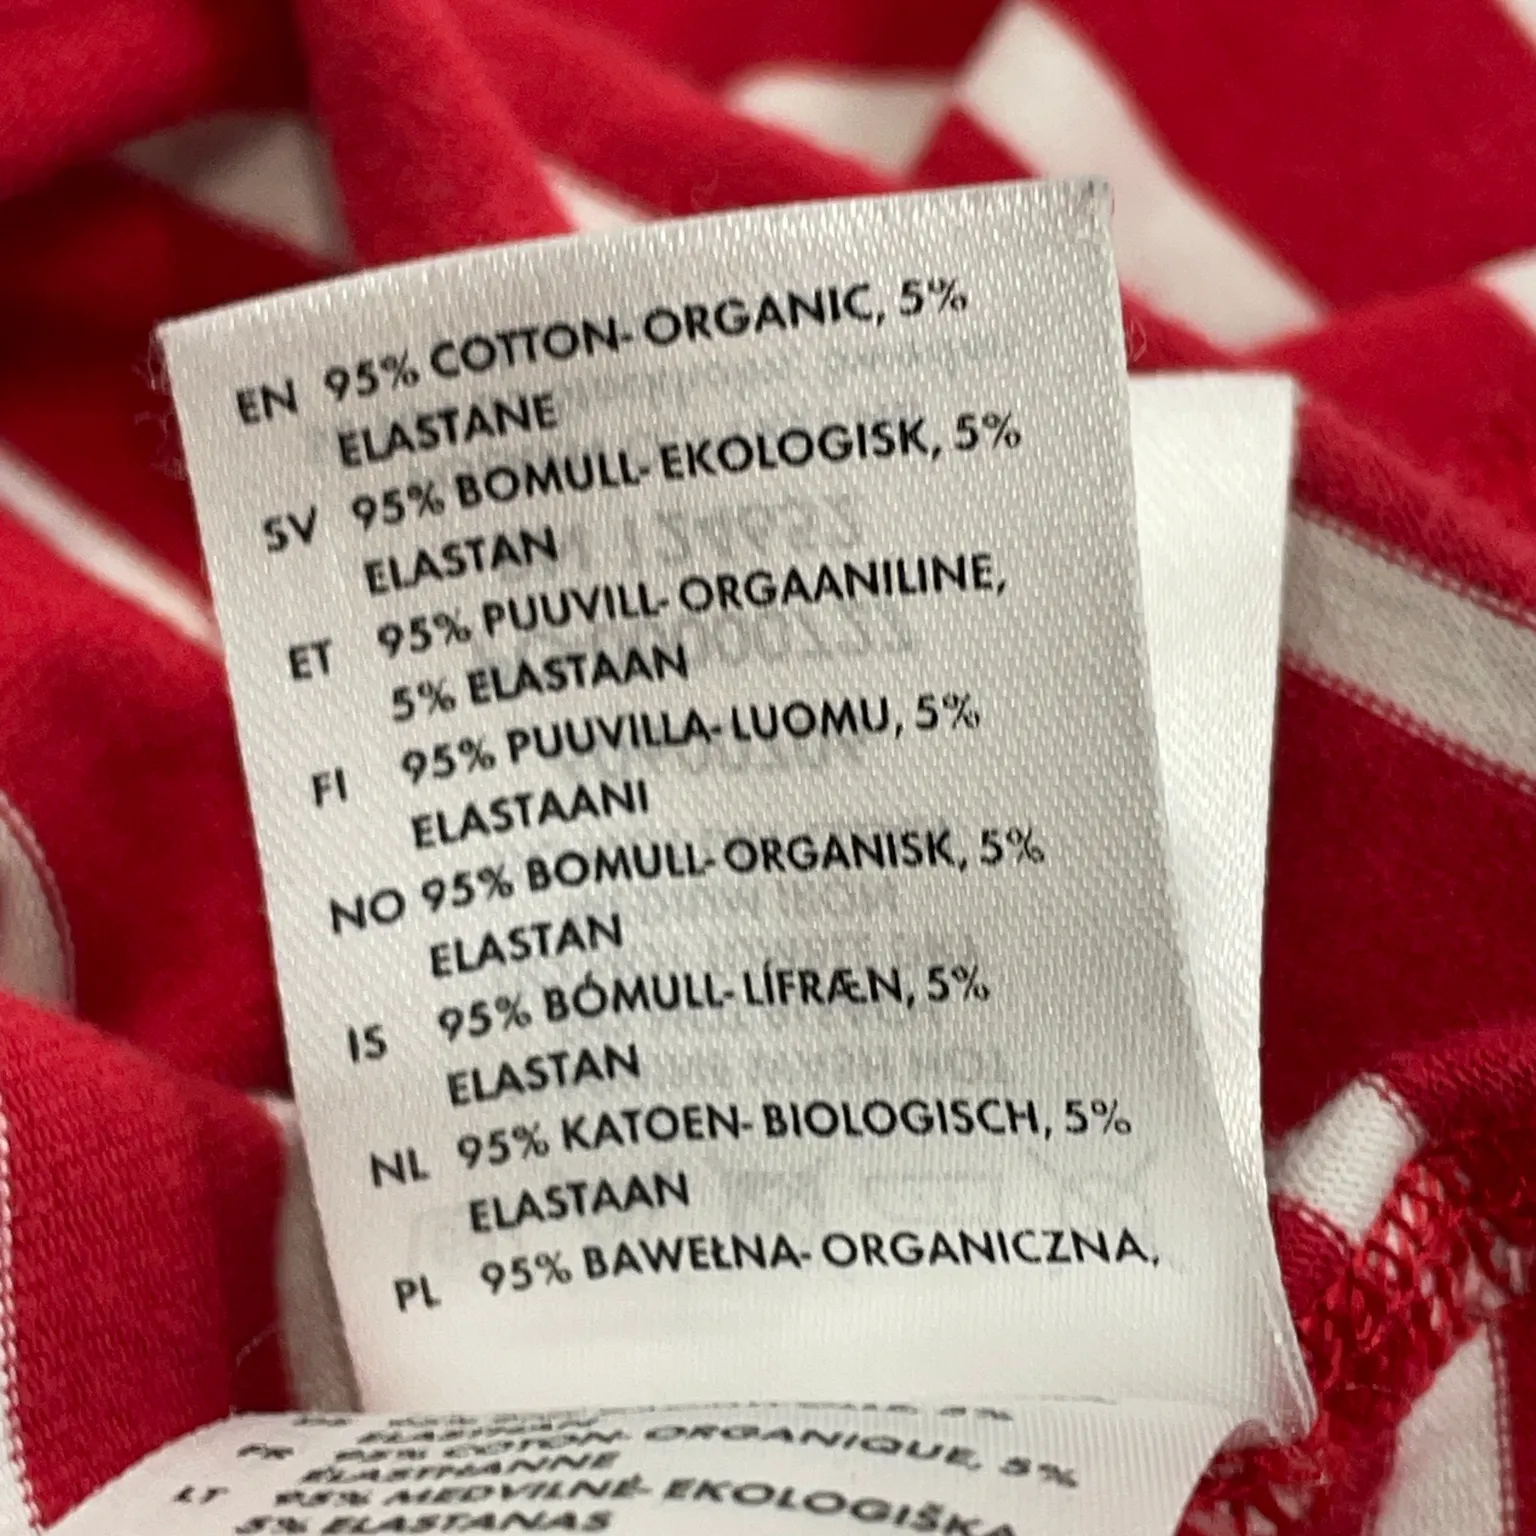 EN 95% COTTON-ORGANIC, 5%
ELASTANE
SV 95% BOMULL-EKOLOGISK, 5%
ELASTAN
ET 95% PUUVILL-ORGAANILINE,
5% ELASTAAN
FI 95% PUUVILLA-LUOMU, 5%
ELASTAANI
NO 95% BOMULL-ORGANISK, 5%
ELASTAN
IS 95% BÓMULL-LÍFRÆN, 5%
ELASTAN
NL 95% KATOEN-BIOLOGISCH, 5%
ELASTAAN
PL 95% BAWEŁNA-ORGANICZNA,
ELASTHAN
FR 95% COTON-ORGANIQUE, 5%
ÉLASTHANNE
LT 95% MEDVILNĖ-EKOLOGIŠKA
5% ELASTANAS